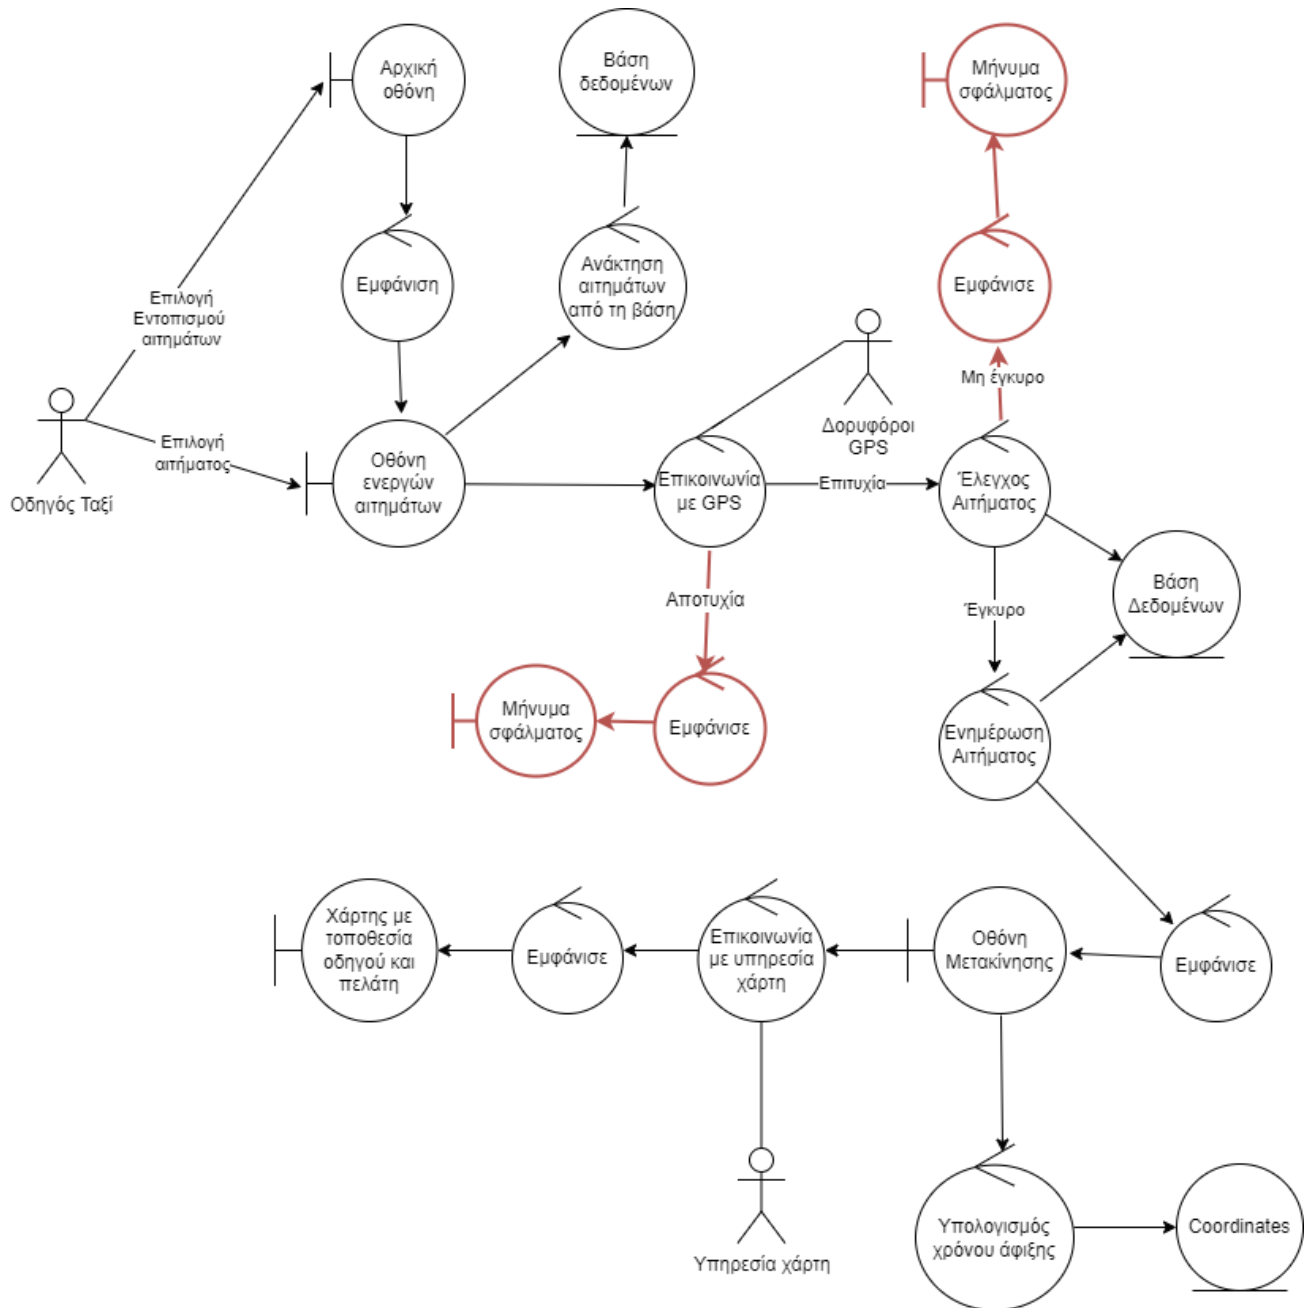 Αρχική
οθόνη
Βάση
δεδομένων
Μήνυμα
σφάλματος
Εμφάνιση
Ανάκτηση
αιτημάτων
από τη βάση
Εμφάνισε
Επιλογή
Εντοπισμού
αιτημάτων
Μη έγκυρο
Δορυφόροι
GPS
Επιλογή
αιτήματος
Οδηγός Ταξί
Οθόνη
ενεργών
αιτημάτων
Επικοινωνία
με GPS
Επιτυχία
Έλεγχος
Αιτήματος
Αποτυχία
Έγκυρο
Βάση
Δεδομένων
Μήνυμα
σφάλματος
Εμφάνισε
Ενημέρωση
Αιτήματος
Χάρτης με
τοποθεσία
οδηγού και
πελάτη
Εμφάνισε
Επικοινωνία
με υπηρεσία
χάρτη
Οθόνη
Μετακίνησης
Εμφάνισε
Υπηρεσία χάρτη
Υπολογισμός
χρόνου άφιξης
Coordinates